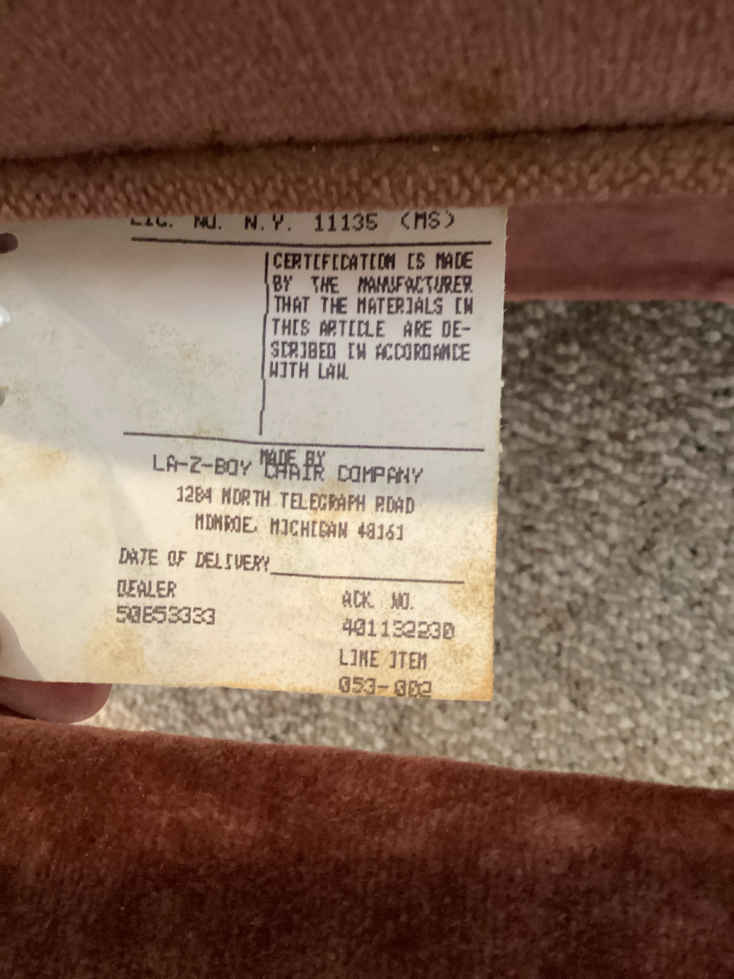 LIC. NO. N.Y. 11135 (MS)
CERTIFICATION IS MADE
BY THE MANUFACTURER
THAT THE MATERIALS IN
THIS ARTICLE ARE DE-
SCRIBED IN ACCORDANCE
WITH LAW.
MADE BY
LA-Z-BOY CHAIR COMPANY
1284 NORTH TELEGRAPH ROAD
MONROE, MICHIGAN 48161
DATE OF DELIVERY
DEALER
50853333
ACK. NO.
401132230
LINE ITEM
053-002